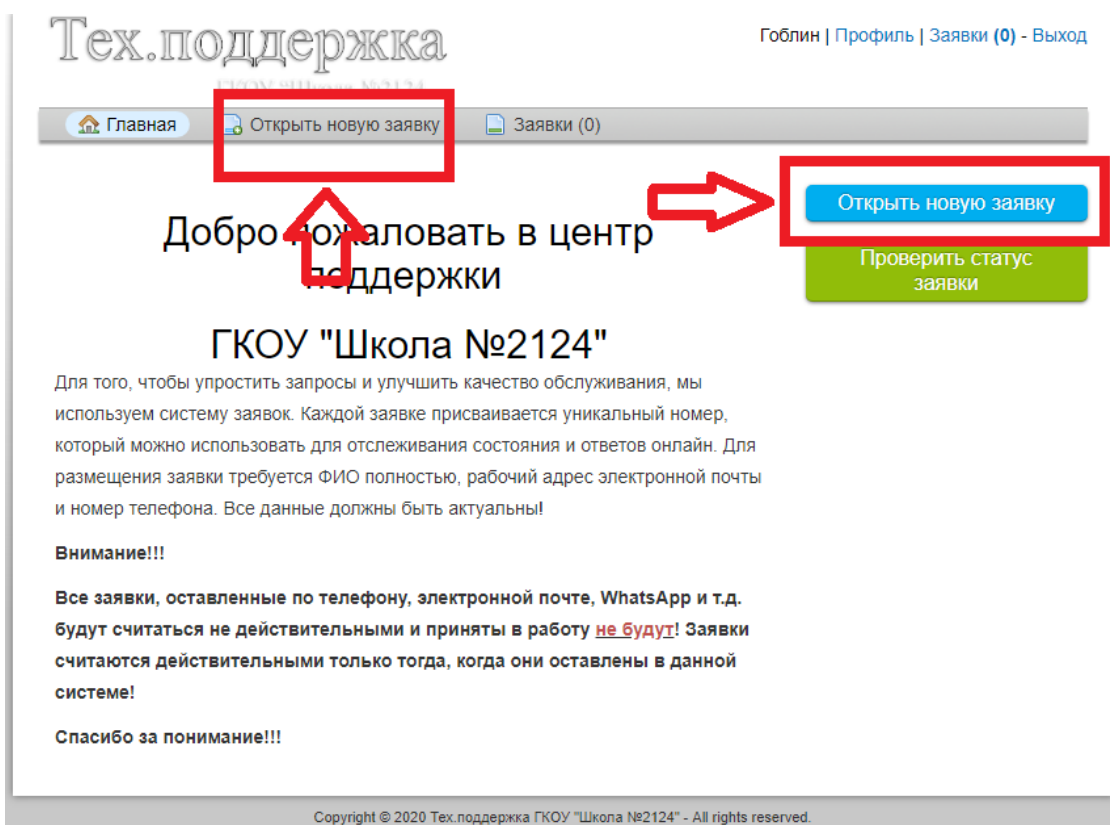 Тех.поддержка
ГКОУ "Школа №2124
Гоблин | Профиль | Заявки (0) - Выход
Главная Открыть новую заявку Заявки (0)
Открыть новую заявку
Проверить статус
заявки
Добро пожаловать в центр
поддержки
ГКОУ "Школа №2124"
Для того, чтобы упростить запросы и улучшить качество обслуживания, мы
используем систему заявок. Каждой заявке присваивается уникальный номер,
который можно использовать для отслеживания состояния и ответов онлайн. Для
размещения заявки требуется ФИО полностью, рабочий адрес электронной почты
и номер телефона. Все данные должны быть актуальны!
Внимание!!!
Все заявки, оставленные по телефону, электронной почте, WhatsApp и т.д.
будут считаться не действительными и приняты в работу не будут! Заявки
считаются действительными только тогда, когда они оставлены в данной
системе!
Спасибо за понимание!!!
Copyright © 2020 Тех.поддержка ГКОУ "Школа №2124" - All rights reserved.